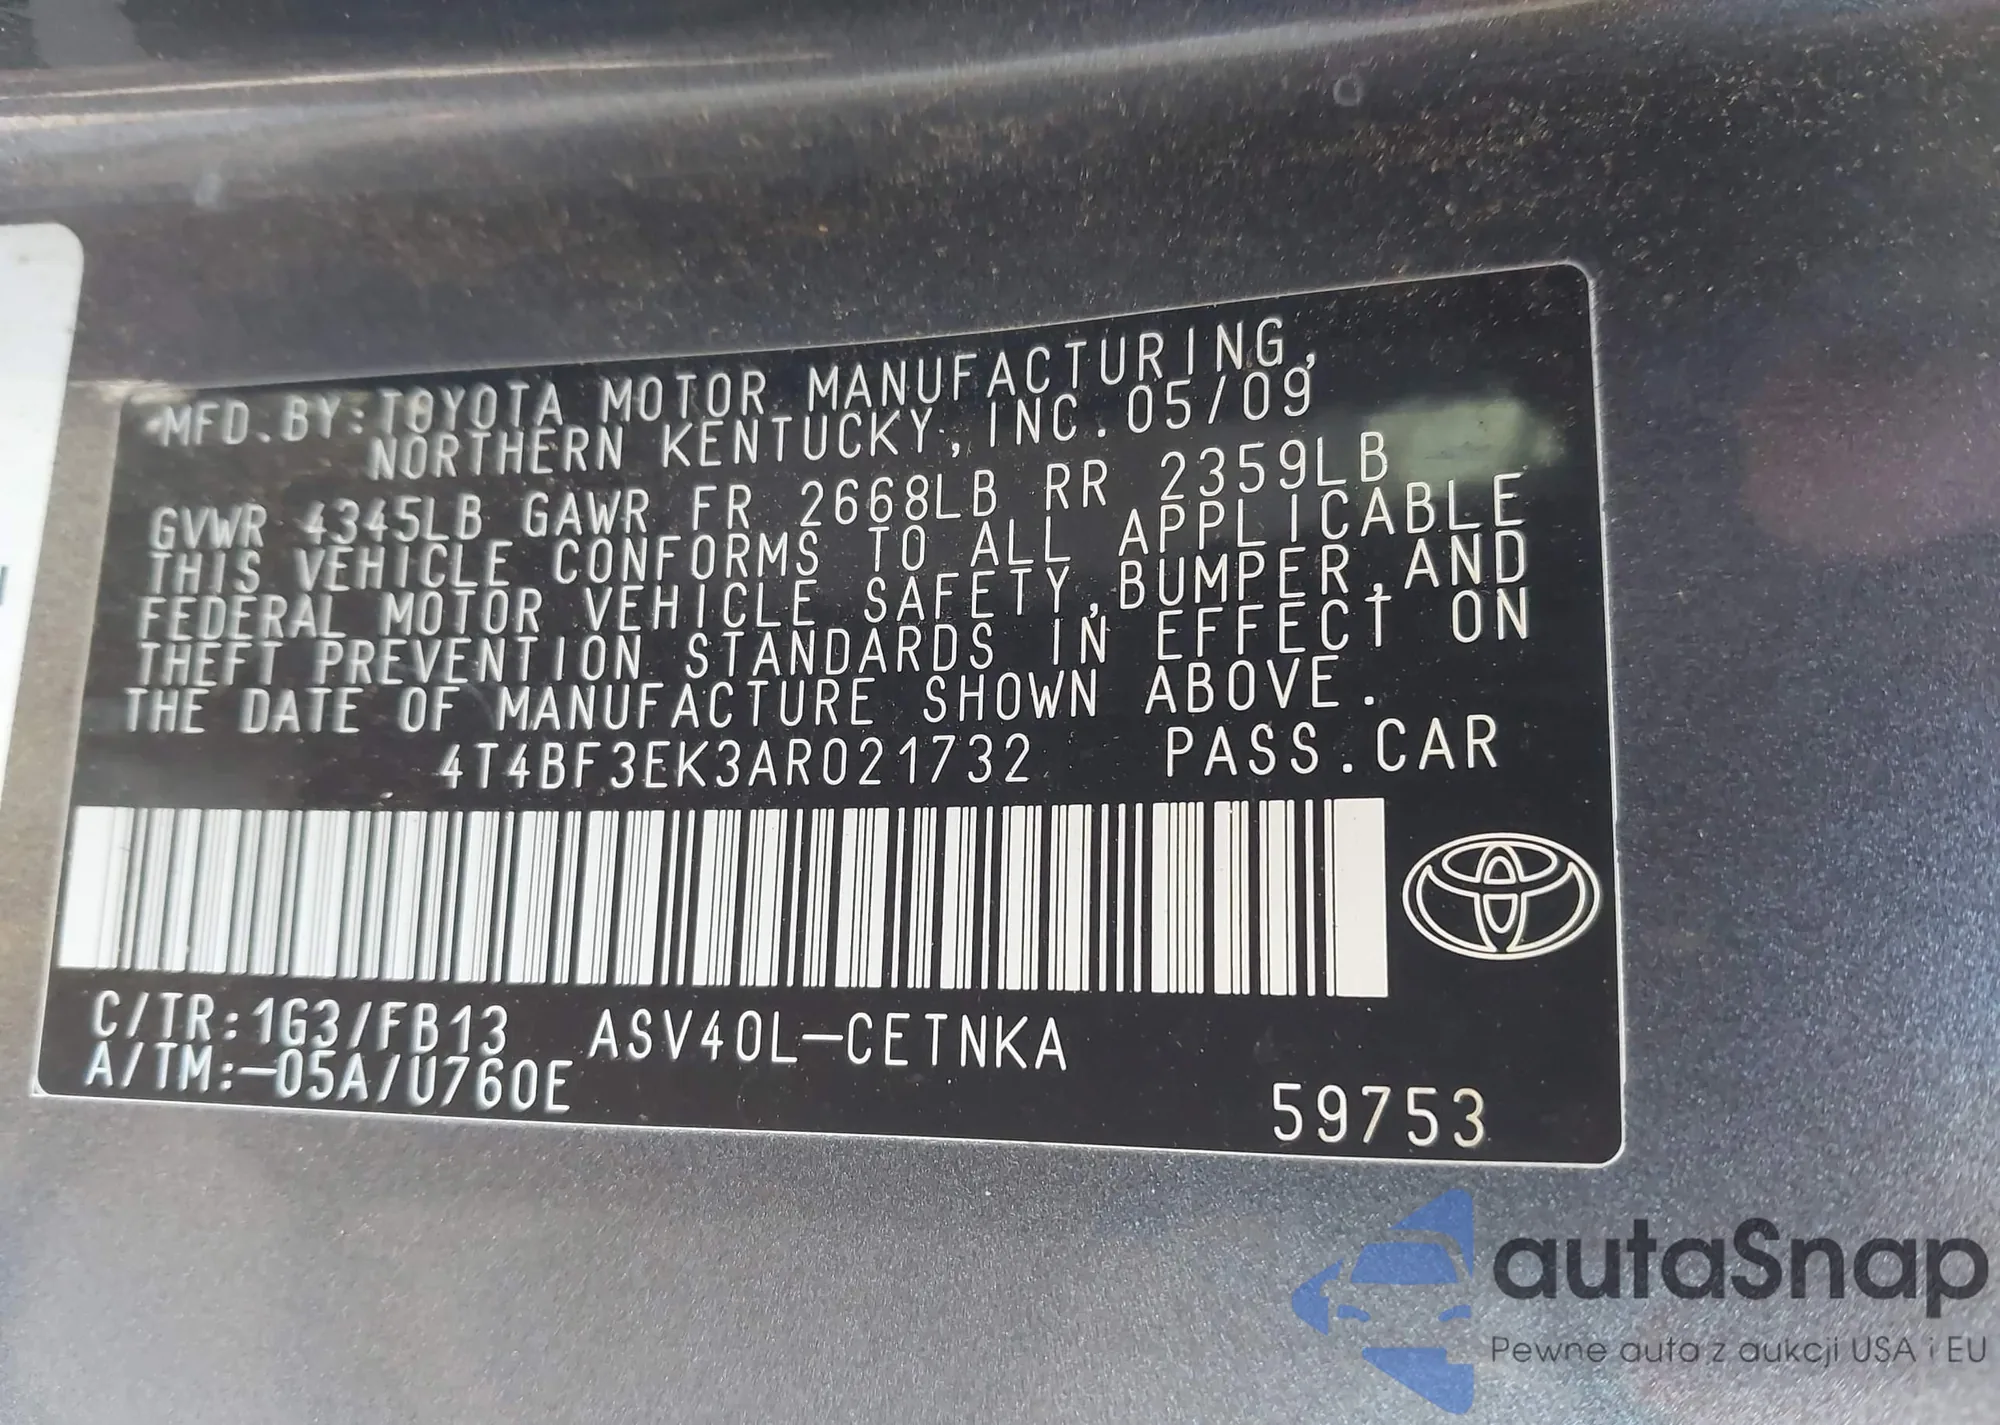 MFD.BY:TOYOTA MOTOR MANUFACTURING,
NORTHERN KENTUCKY, INC. 05/09
GVWR 4345LB GAWR FR 2668LB RR 2359LB
THIS VEHICLE CONFORMS TO ALL APPLICABLE
FEDERAL MOTOR VEHICLE SAFETY,BUMPER,AND
THEFT PREVENTION STANDARDS IN EFFECT ON
THE DATE OF MANUFACTURE SHOWN ABOVE.
4T4BF3EK3AR021732 PASS.CAR
C/TR:1G3/FB13 ASV40L-CETNKA
A/TM:-05A/U760E
59753
autaSnap
Pewne auta z aukcji USA i EU